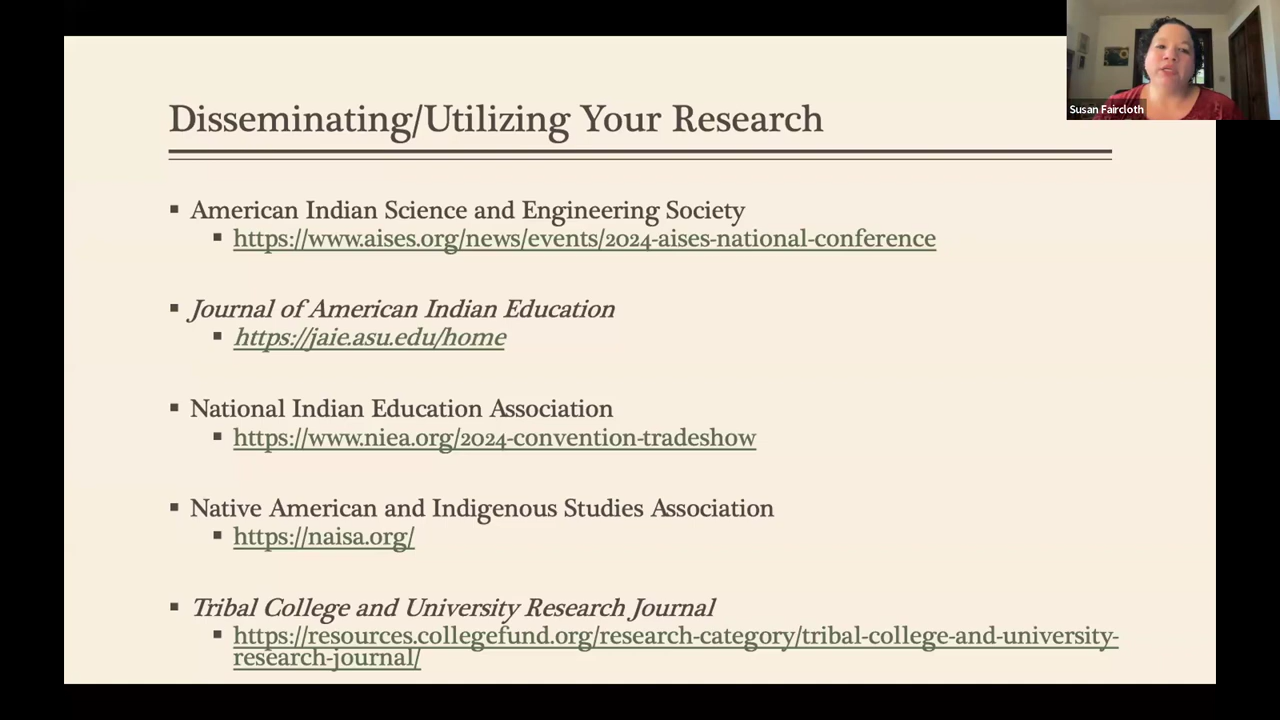 Susan Faircloth
Disseminating/Utilizing Your Research
▪ American Indian Science and Engineering Society
▪ https://www.aises.org/news/events/2024-aises-national-conference
▪ Journal of American Indian Education
▪ https://jaie.asu.edu/home
▪ National Indian Education Association
▪ https://www.niea.org/2024-convention-tradeshow
▪ Native American and Indigenous Studies Association
▪ https://naisa.org/
▪ Tribal College and University Research Journal
▪ https://resources.collegefund.org/research-category/tribal-college-and-university-
research-journal/